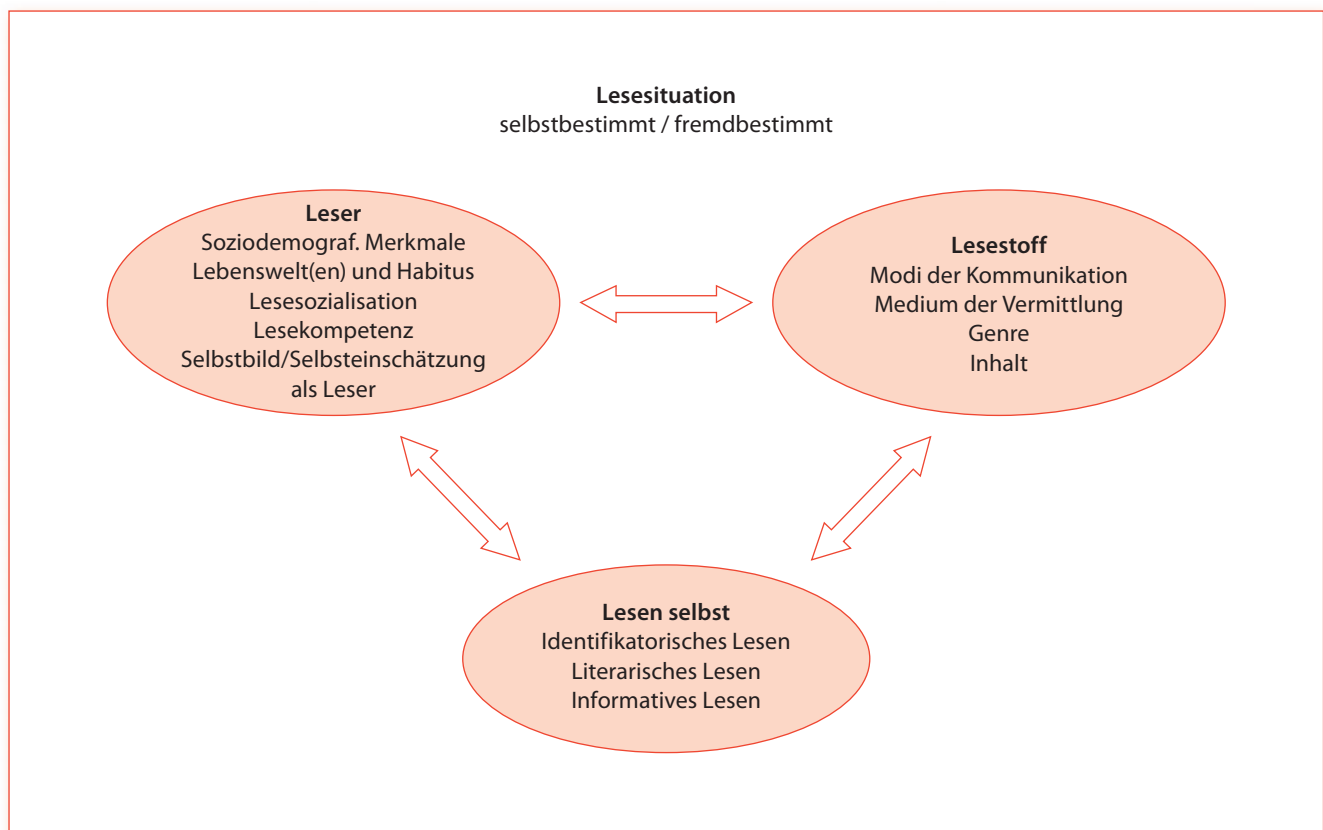 Lesesituation
selbstbestimmt / fremdbestimmt
Leser
Soziodemograf. Merkmale
Lebenswelt(en) und Habitus
Lesesozialisation
Lesekompetenz
Selbstbild/Selbsteinschätzung
als Leser
Lesestoff
Modi der Kommunikation
Medium der Vermittlung
Genre
Inhalt
Lesen selbst
Identifikatorisches Lesen
Literarisches Lesen
Informatives Lesen